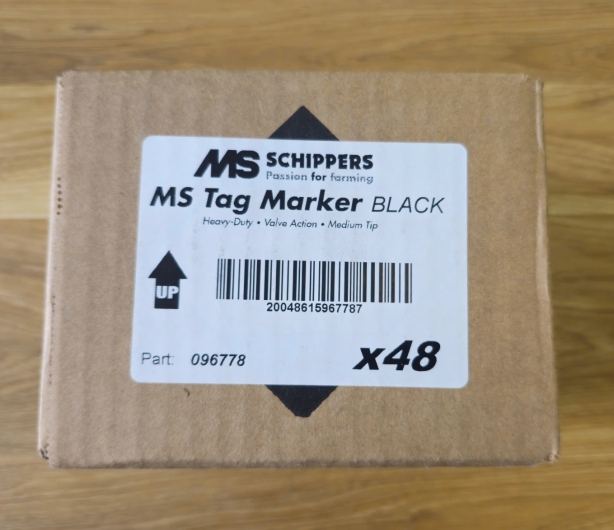 MS SCHIPPERS
Passion for farming
MS Tag Marker BLACK
Heavy-Duty • Valve Action • Medium Tip
UP
20048615967787
Part: 096778
x48